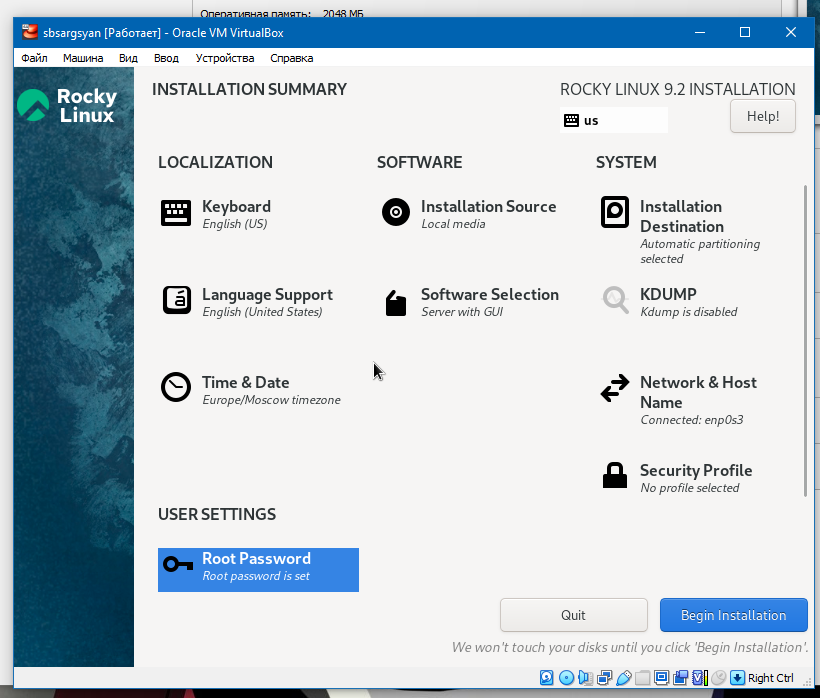 Оперативная память: 2048 МБ
sbsargsyan [Работает] - Oracle VM VirtualBox
Файл Машина Вид Ввод Устройства Справка
Rocky
Linux
INSTALLATION SUMMARY
ROCKY LINUX 9.2 INSTALLATION
us
Help!
LOCALIZATION
Keyboard
English (US)
Language Support
English (United States)
Time & Date
Europe/Moscow timezone
SOFTWARE
Installation Source
Local media
Software Selection
Server with GUI
SYSTEM
Installation
Destination
Automatic partitioning
selected
KDUMP
Kdump is disabled
Network & Host
Name
Connected: enp0s3
Security Profile
No profile selected
USER SETTINGS
Root Password
Root password is set
Quit
Begin Installation
We won't touch your disks until you click 'Begin Installation'.
Right Ctrl